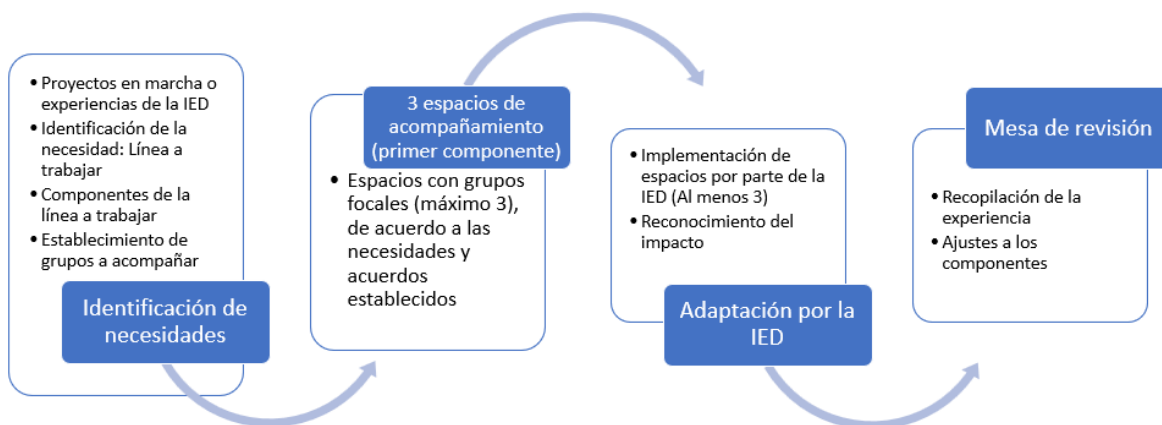 • Proyectos en marcha o
experiencias de la IED
• Identificación de la
necesidad: Línea a
trabajar
• Componentes de la
línea a trabajar
• Establecimiento de
grupos a acompañar
Identificación de
necesidades
3 espacios de
acompañamiento
(primer componente)
• Espacios con grupos
focales (máximo 3),
de acuerdo a las
necesidades y
acuerdos
establecidos
• Implementación de
espacios por parte de la
IED (Al menos 3)
• Reconocimiento del
impacto
Adaptación por la
IED
Mesa de revisión
• Recopilación de la
experiencia
• Ajustes a los
componentes